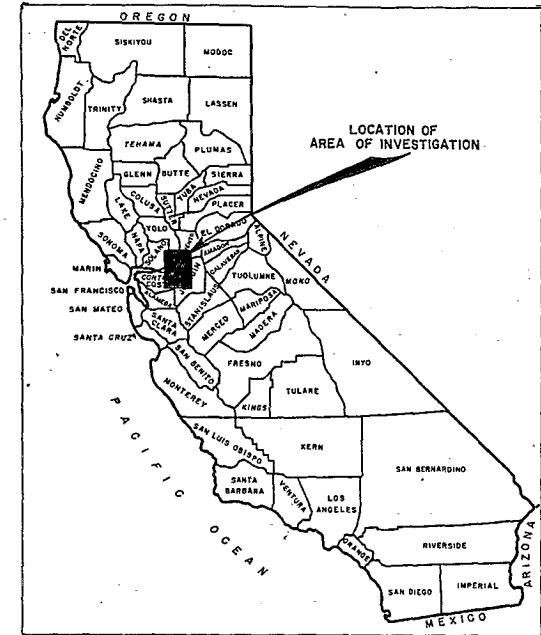 OREGON
DEL NORTE
SISKIYOU
MODOC
HUMBOLDT
TRINITY
SHASTA
LASSEN
LOCATION OF
AREA OF INVESTIGATION
TEHAMA
PLUMAS
MENDOCINO
GLENN
BUTTE
SIERRA
LAKE
COLUSA
SUTTER
YUBA
NEVADA
PLACER
SONOMA
NAPA
YOLO
SOLANO
EL DORADO
AMADOR
ALPINE
NEVADA
CALAVERAS
MARIN
CONTRA
COSTA
TUOLUMNE
MONO
SAN FRANCISCO
ALAMEDA
STANISLAUS
SAN MATEO
SANTA
CLARA
MERCED
MARIPOSA
MADERA
SANTA CRUZ
SAN BENITO
FRESNO
INYO
MONTEREY
KINGS
TULARE
PACIFIC OCEAN
SAN LUIS OBISPO
KERN
SAN BERNARDINO
SANTA
BARBARA
VENTURA
LOS
ANGELES
ORANGE
RIVERSIDE
ARIZONA
SAN DIEGO
IMPERIAL
MEXICO